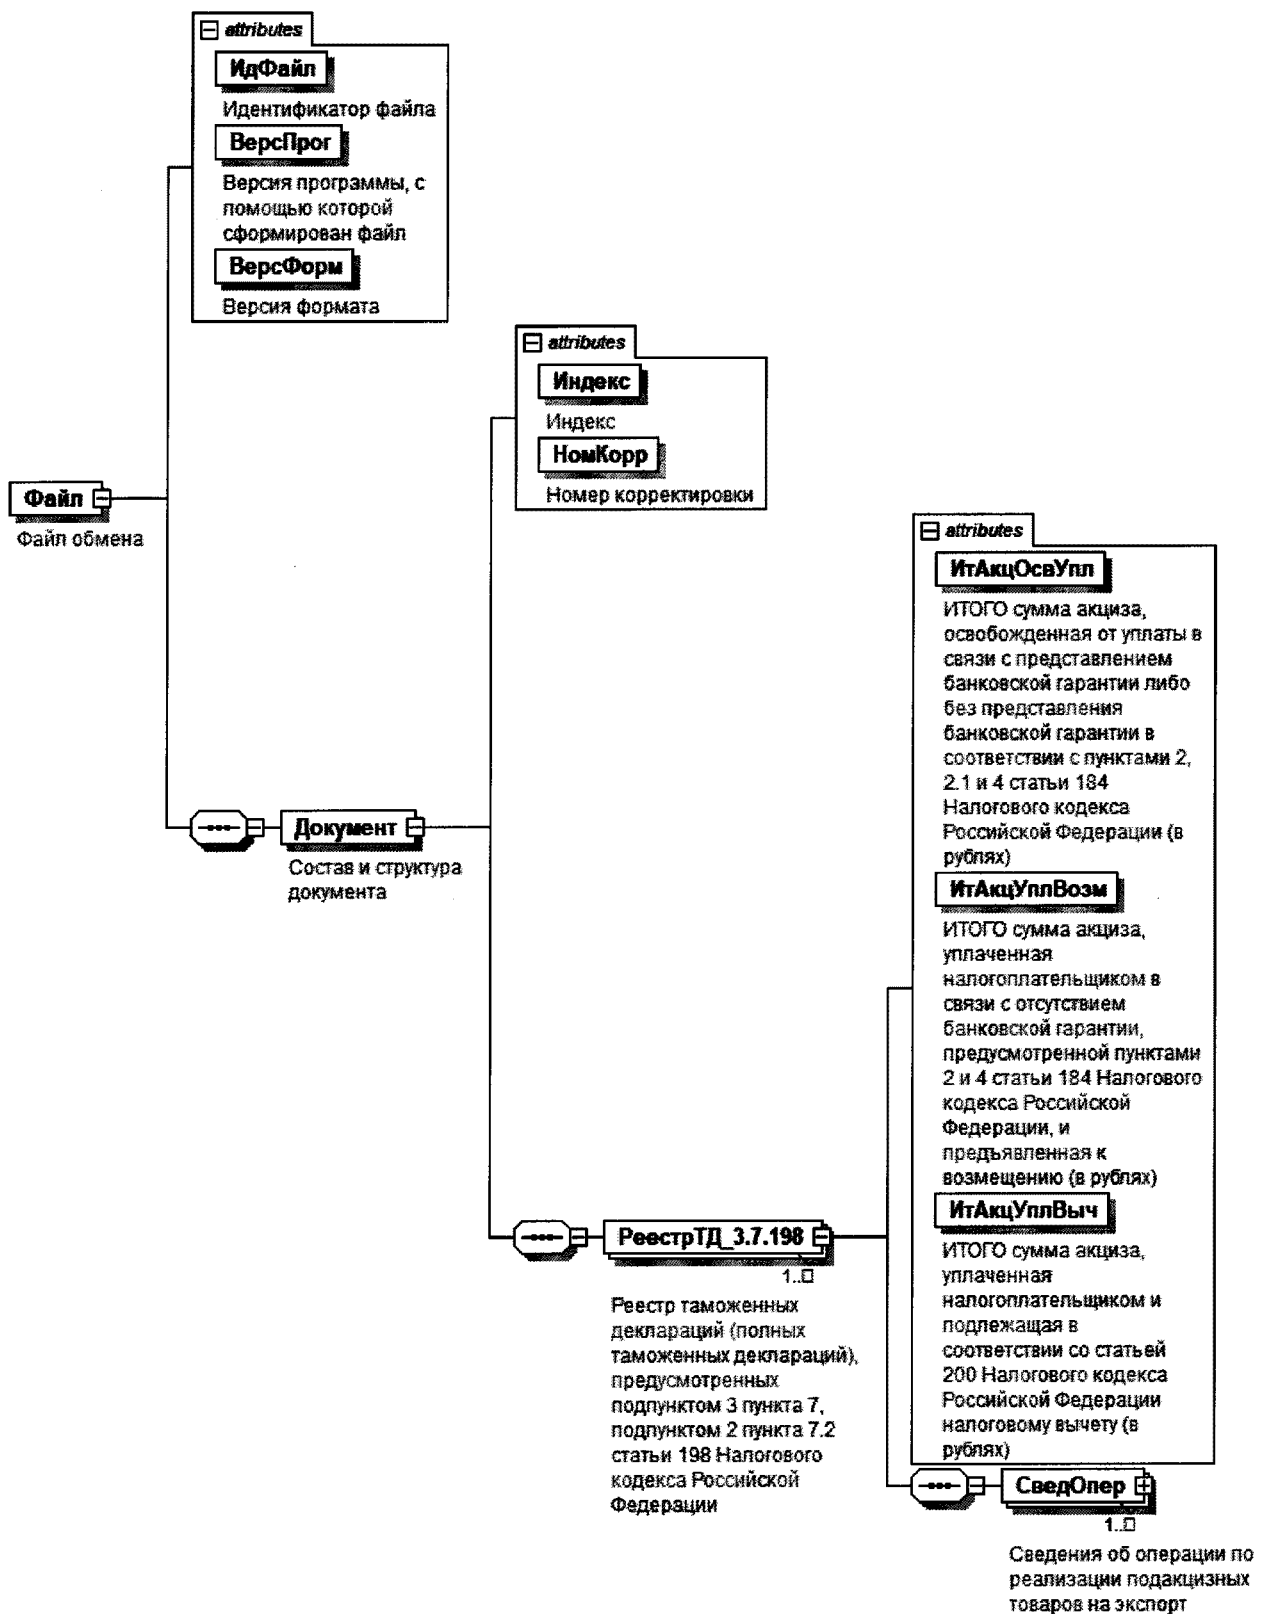 attributes
ИдФайл
Идентификатор файла
ВерсПрог
Версия программы, с
помощью которой
сформирован файл
ВерсФорм
Версия формата
attributes
Индекс
Индекс
НомКорр
Номер корректировки
Файл
Файл обмена
Документ
Состав и структура
документа
attributes
ИтАкцОсвУпл
ИТОГО сумма акциза,
освобожденная от уплаты в
связи с представлением
банковской гарантии либо
без представления
банковской гарантии в
соответствии с пунктами 2,
2.1 и 4 статьи 184
Налогового кодекса
Российской Федерации (в
рублях)
ИтАкцУплВозм
ИТОГО сумма акциза,
уплаченная
налогоплательщиком в
связи с отсутствием
банковской гарантии,
предусмотренной пунктами
2 и 4 статьи 184 Налогового
кодекса Российской
Федерации, и
предъявленная к
возмещению (в рублях)
ИтАкцУплВыч
ИТОГО сумма акциза,
уплаченная
налогоплательщиком и
подлежащая в
соответствии со статьей
200 Налогового кодекса
Российской Федерации
налоговому вычету (в
рублях)
РеестрТД_3.7.198
1..□
Реестр таможенных
деклараций (полных
таможенных деклараций),
предусмотренных
подпунктом 3 пункта 7,
подпунктом 2 пункта 7.2
статьи 198 Налогового
кодекса Российской
Федерации
СведОпер
1..□
Сведения об операции по
реализации подакцизных
товаров на экспорт